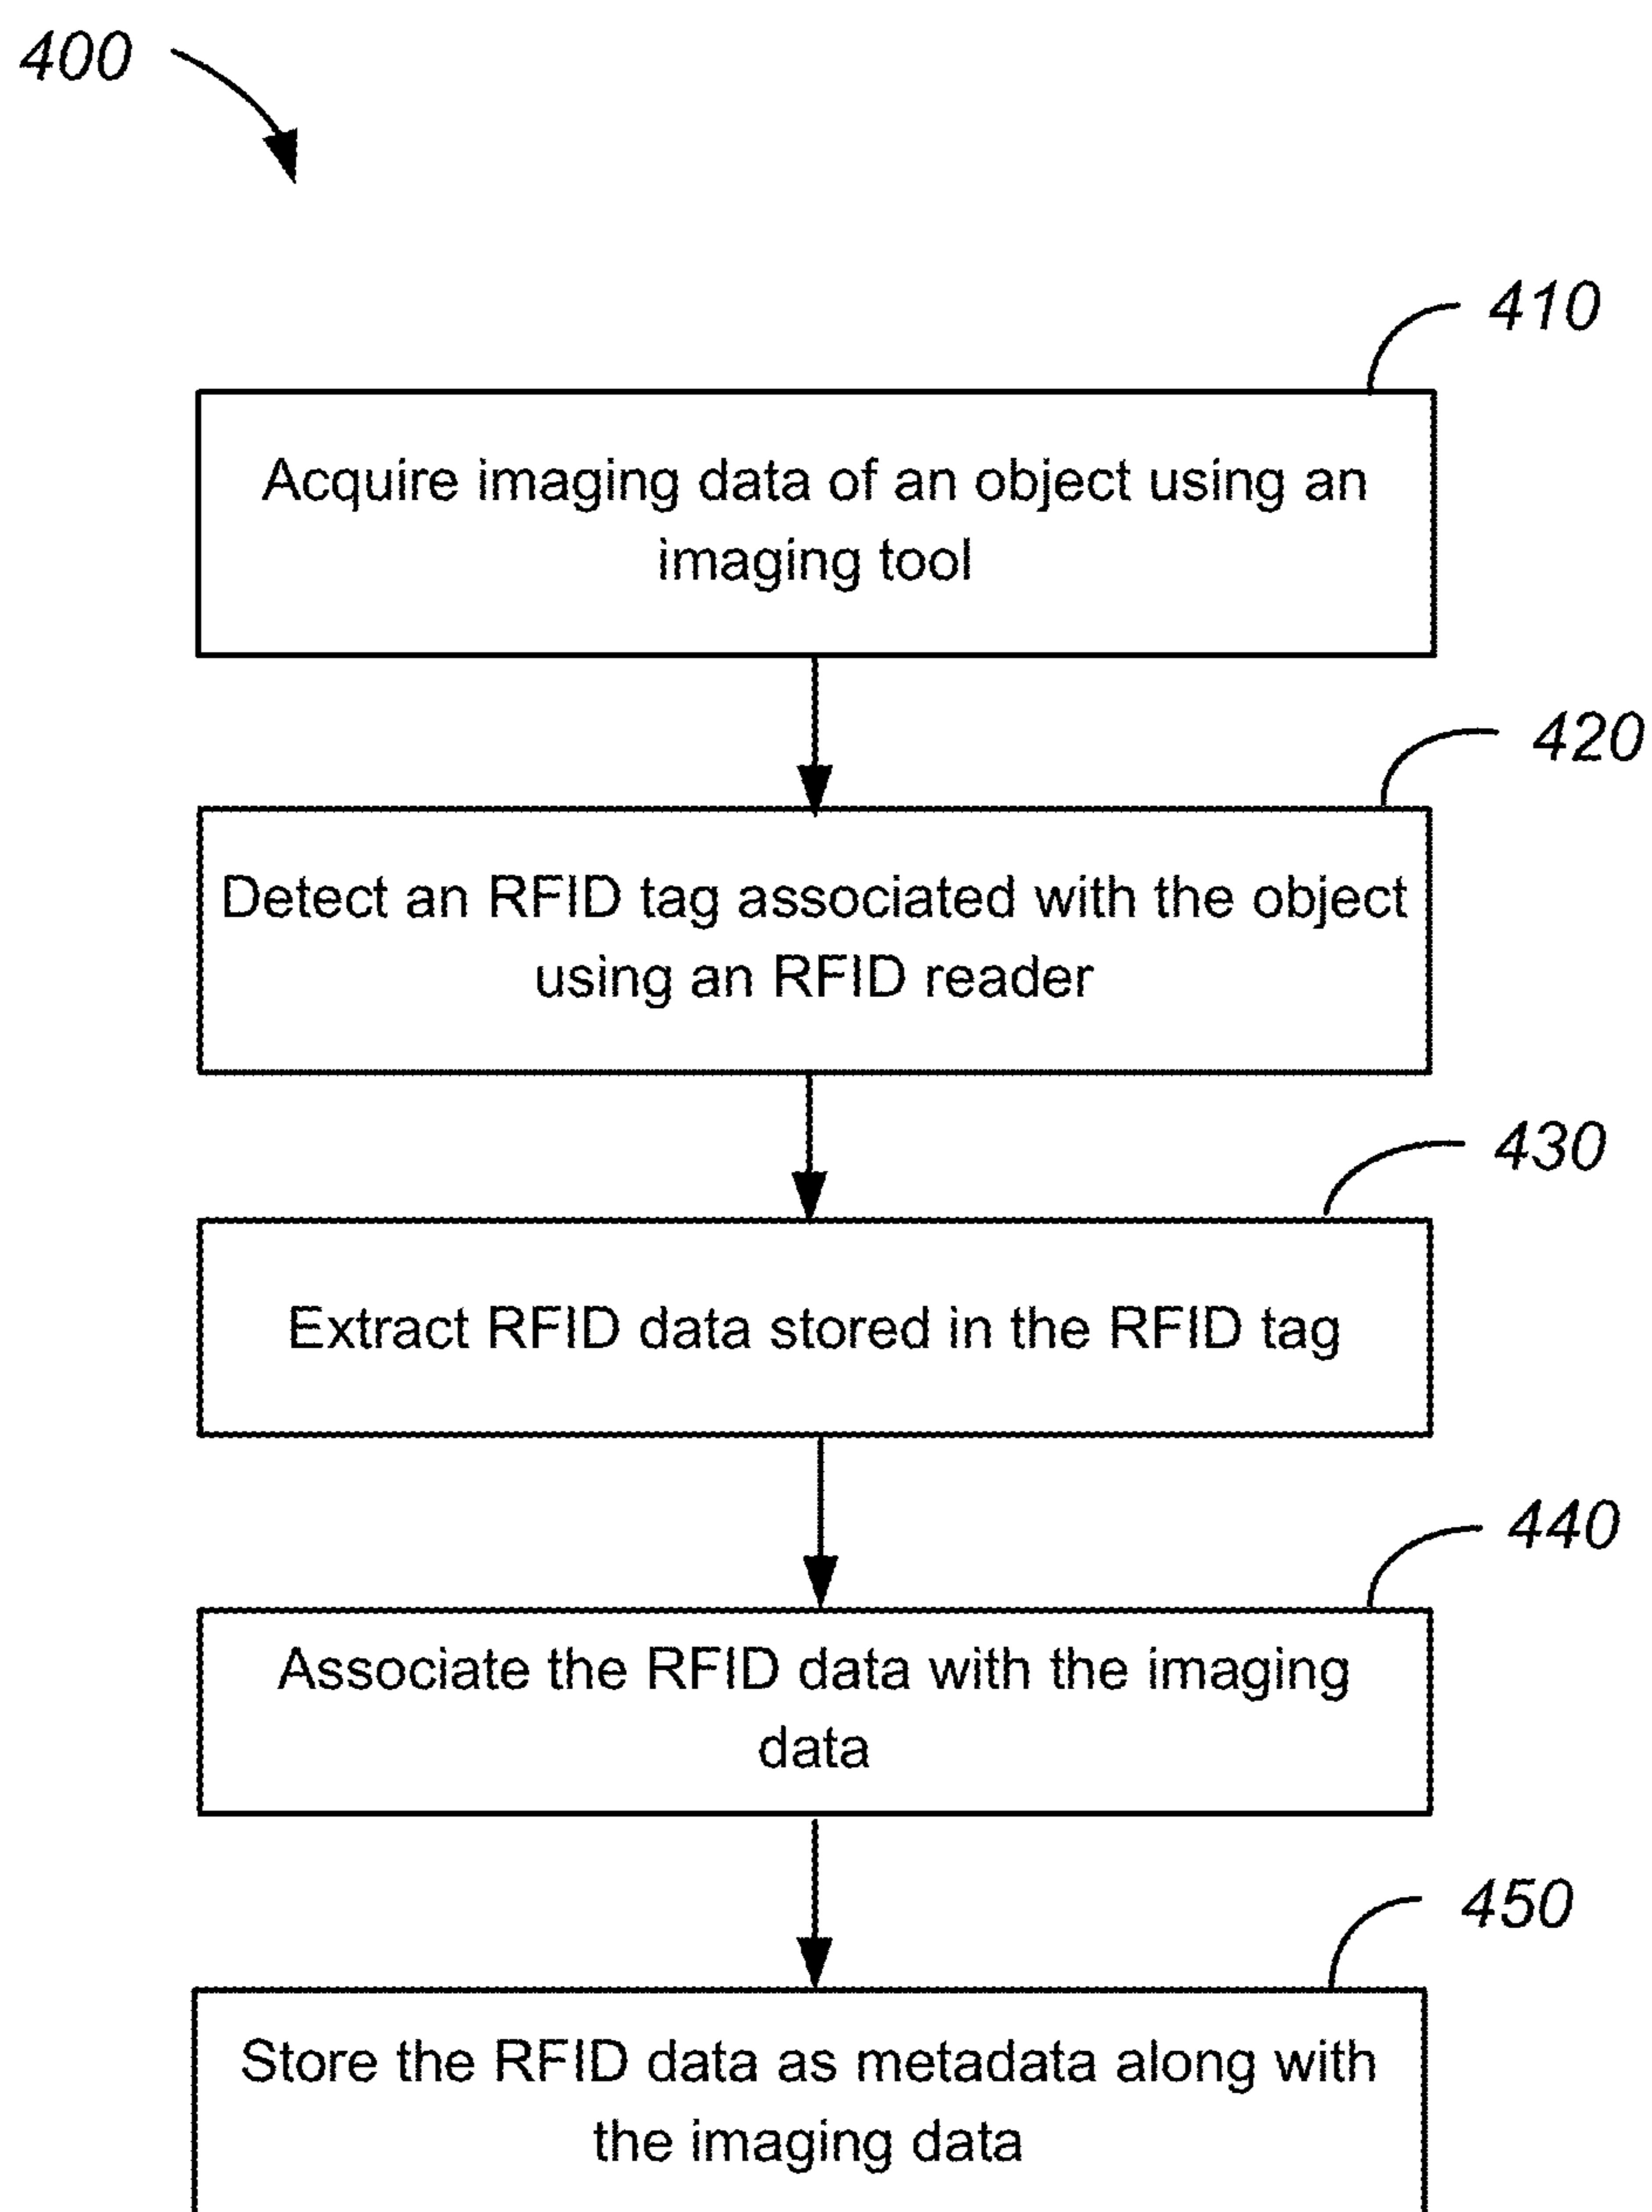 400
410
Acquire imaging data of an object using an
imaging tool
420
Detect an RFID tag associated with the object
using an RFID reader
430
Extract RFID data stored in the RFID tag
440
Associate the RFID data with the imaging
data
450
Store the RFID data as metadata along with
the imaging data